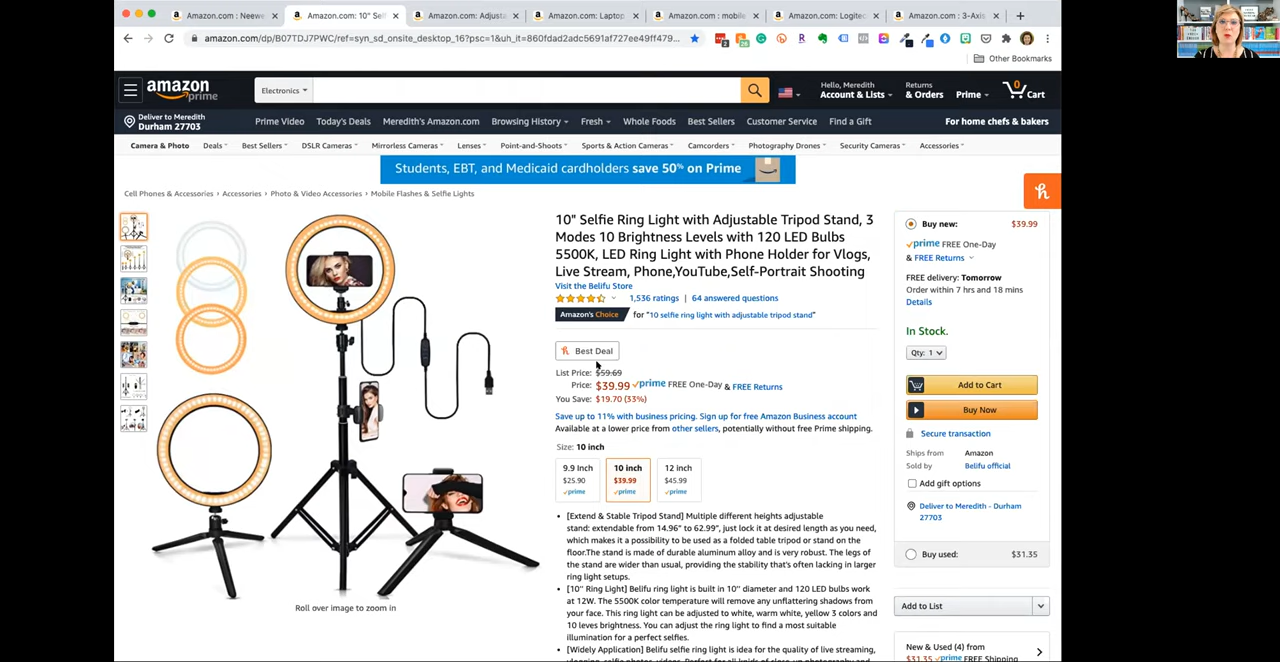 Amazon.com : Neewe
Amazon.com: 10" Sel
Amazon.com: Adjusta
Amazon.com: Laptop
Amazon.com : mobile
Amazon.com: Logitec
Amazon.com : 3-Axis
amazon.com/dp/B07TDJ7PWC/ref=syn_sd_onsite_desktop_16?psc=1&uh_it=860fdad2adc5691af727ee49ff479...
Other Bookmarks
amazon
prime
Electronics
Hello, Meredith
Account & Lists
Returns
& Orders
Prime
0
Cart
Deliver to Meredith
Durham 27703
Prime Video Today's Deals Meredith's Amazon.com Browsing History Fresh Whole Foods Best Sellers Customer Service Find a Gift
For home chefs & bakers
Camera & Photo Deals Best Sellers DSLR Cameras Mirrorless Cameras Lenses Point-and-Shoots Sports & Action Cameras Camcorders Photography Drones Security Cameras Accessories
Students, EBT, and Medicaid cardholders save 50% on Prime
Cell Phones & Accessories › Accessories › Photo & Video Accessories › Mobile Flashes & Selfie Lights
10" Selfie Ring Light with Adjustable Tripod Stand, 3
Modes 10 Brightness Levels with 120 LED Bulbs
5500K, LED Ring Light with Phone Holder for Vlogs,
Live Stream, Phone,YouTube,Self-Portrait Shooting
Visit the Belifu Store
1,536 ratings | 64 answered questions
Amazon's Choice for "10 selfie ring light with adjustable tripod stand"
Best Deal
List Price: $59.69
Price: $39.99 prime FREE One-Day & FREE Returns
You Save: $19.70 (33%)
Save up to 11% with business pricing. Sign up for free Amazon Business account
Available at a lower price from other sellers, potentially without free Prime shipping.
Size: 10 inch
9.9 Inch
$25.90
prime
10 inch
$39.99
prime
12 inch
$45.99
prime
• [Extend & Stable Tripod Stand] Multiple different heights adjustable
stand: extendable from 14.96" to 62.99", just lock it at desired length as you need,
which makes it a possibility to be used as a folded table tripod or stand on the
floor.The stand is made of durable aluminum alloy and is very robust. The legs of
the stand are wider than usual, providing the stability that's often lacking in larger
ring light setups.
• [10'' Ring Light] Belifu ring light is built in 10'' diameter and 120 LED bulbs work
at 12W. The 5500K color temperature will remove any unflattering shadows from
your face. This ring light can be adjusted to white, warm white, yellow 3 colors and
10 leves brightness. You can adjust the ring light to find a most suitable
illumination for a perfect selfies.
• [Widely Application] Belifu selfie ring light is idea for the quality of live streaming,
Roll over image to zoom in
Buy new: $39.99
prime FREE One-Day
& FREE Returns
FREE delivery: Tomorrow
Order within 7 hrs and 18 mins
Details
In Stock.
Qty: 1
Add to Cart
Buy Now
Secure transaction
Ships from Amazon
Sold by Belifu official
Add gift options
Deliver to Meredith - Durham
27703
Buy used: $31.35
Add to List
New & Used (4) from
$31.35 prime FREE Shipping